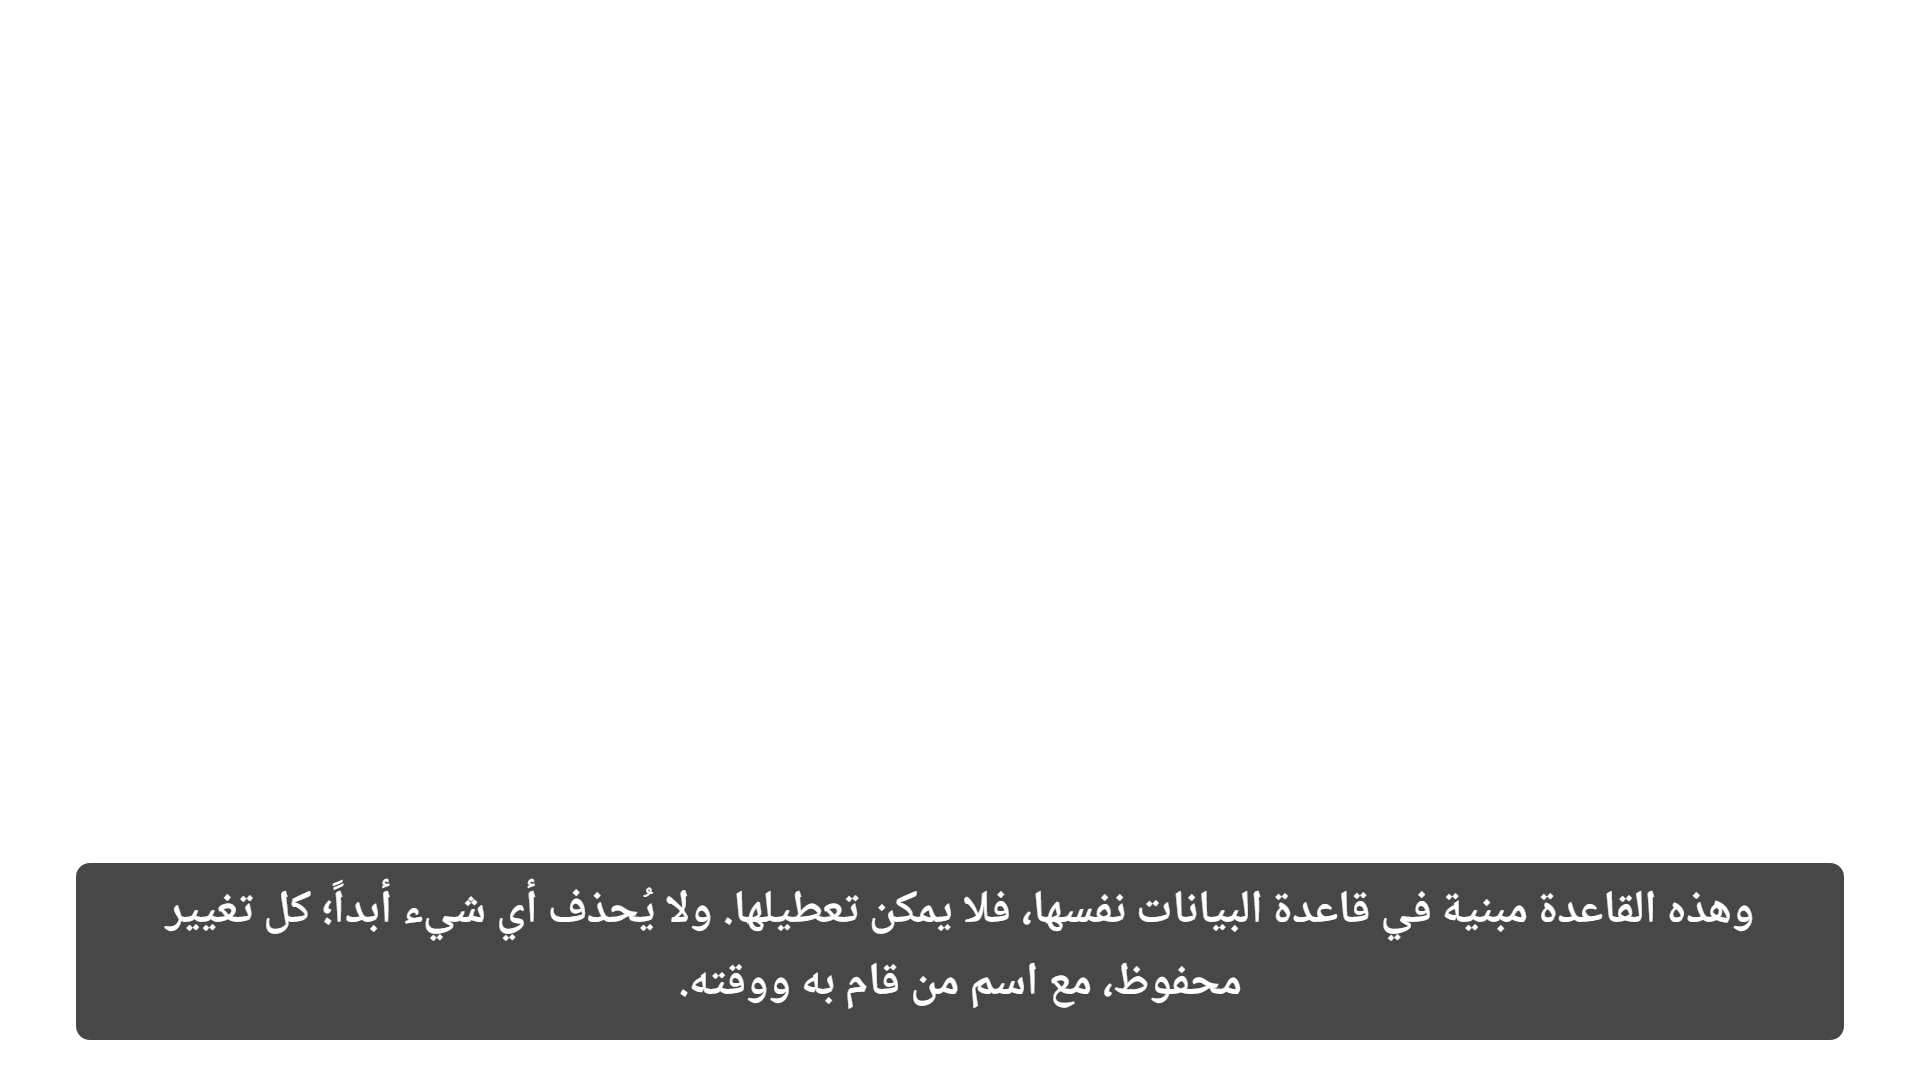 وهذه القاعدة مبنية في قاعدة البيانات نفسها، فلا يمكن تعطيلها. ولا يُحذف أي شيء أبداً؛ كل تغيير
محفوظ، مع اسم من قام به ووقته.